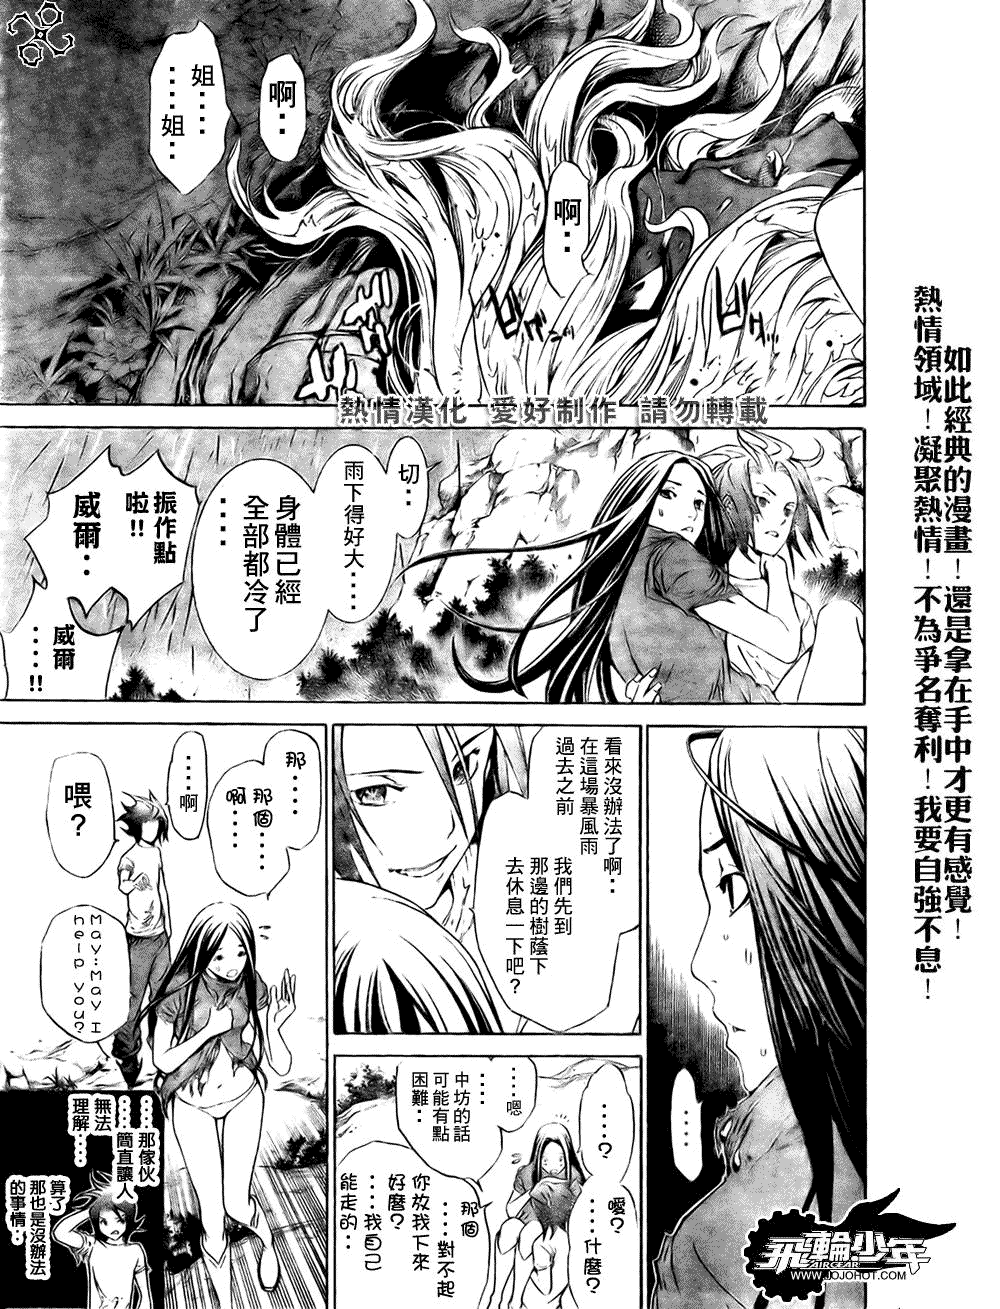 啊‥
啊‥
姐‥‥
‥‥姐‥
熱情漢化 愛好制作 請勿轉載
切‥
雨下得好大‥‥
身體已經
全部都冷了
‥‥
振作點
啦!!
威爾‥
威爾
‥‥!!
‥‥
看來沒辦法了啊‥
在這場暴風雨
過去之前
我們先到
那邊的樹蔭下
去休息一下吧?
‥‥?
噯?
‥‥什麼?
‥‥嗯
‥‥
中坊的話
可能有點
困難‥
那個
‥‥對不起
你放我下來
好麼?
‥‥我自己
能走的‥
那‥‥
那個‥‥
啊‥‥
‥‥啊
喂?
May‥May I
help you?
‥‥那傢伙
‥‥簡直讓人
無法
理解‥‥
算了
那也是沒辦法
的事情‥
如此經典的漫畫!還是拿在手中才更有感覺!
熱情領域!凝聚熱情!不為爭名奪利!我要自強不息!
飛輪少年
AIRGEAR
WWW.JOJOHOT.COM